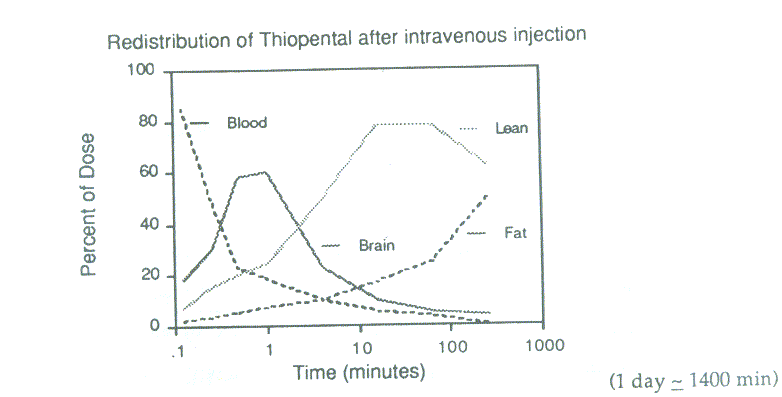 Redistribution of Thiopental after intravenous injection
100
80
60
40
20
0
Percent of Dose
Blood
Lean
Brain
Fat
.1
1
10
100
1000
Time (minutes)
(1 day ≃ 1400 min)